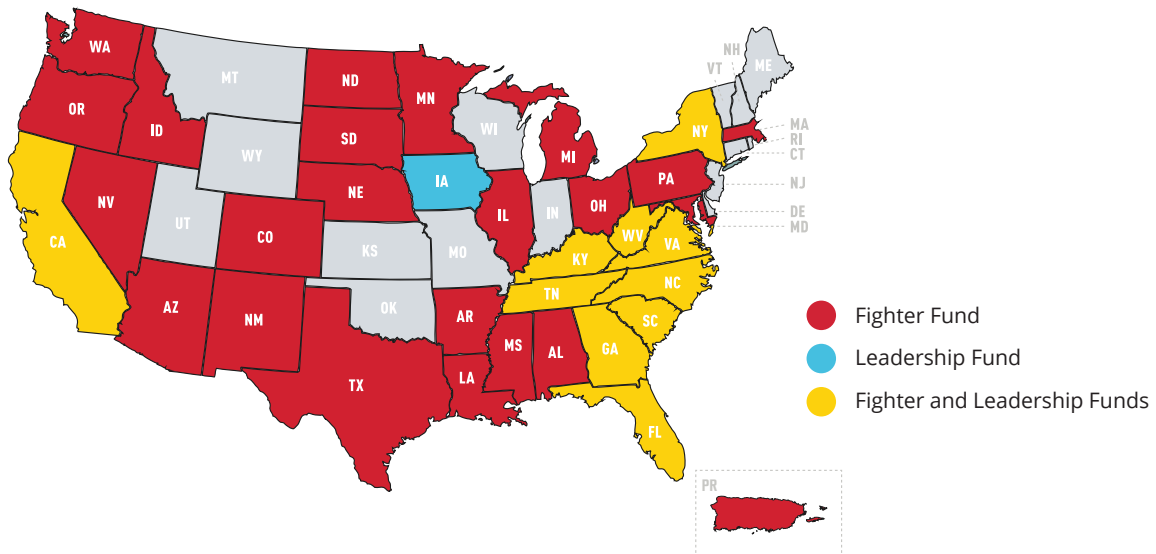 WA
MT
ND
MN
OR
ID
WY
SD
WI
MI
NY
VT
NH
ME
MA
RI
CT
NJ
DE
MD
NE
IA
PA
OH
IN
IL
NV
UT
CO
KS
MO
WV
VA
KY
CA
NC
TN
SC
AZ
NM
OK
AR
MS
AL
GA
LA
TX
FL
PR
Fighter Fund
Leadership Fund
Fighter and Leadership Funds